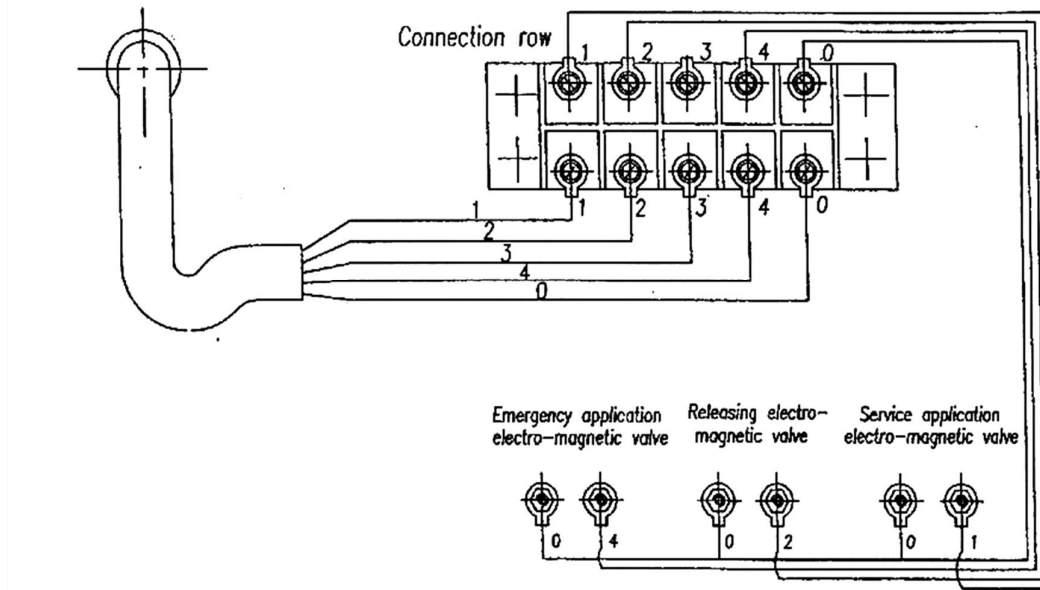 Connection row
1 2 3 4 0
1 2 3 4 0
1
2
3
4
0
Emergency application
electro-magnetic valve
Releasing electro-
magnetic valve
Service application
electro-magnetic valve
0 4 0 2 0 1